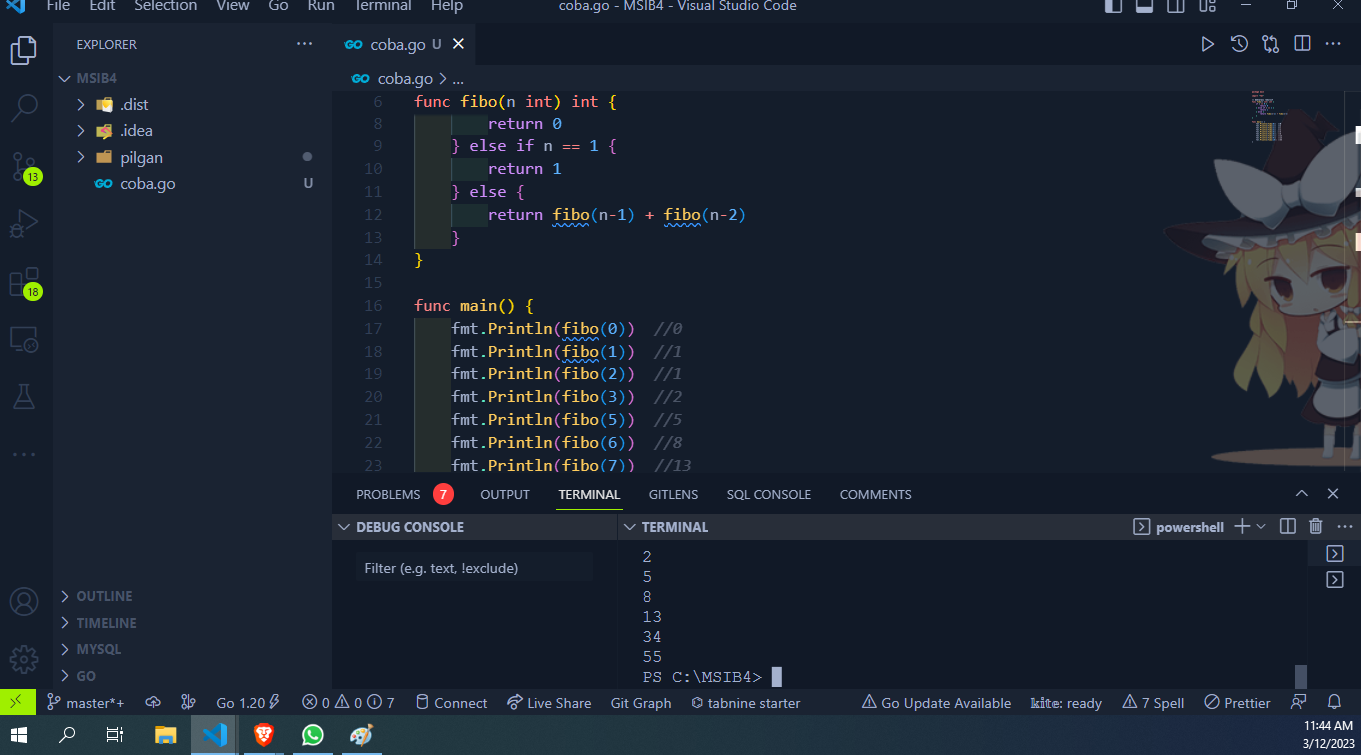 File Edit Selection View Go Run Terminal Help coba.go - MSIB4 - Visual Studio Code
EXPLORER ...
coba.go U
MSIB4
.dist
.idea
pilgan
coba.go U
coba.go > ...
6 func fibo(n int) int {
8 return 0
9 } else if n == 1 {
10 return 1
11 } else {
12 return fibo(n-1) + fibo(n-2)
13 }
14 }
15
16 func main() {
17 fmt.Println(fibo(0)) //0
18 fmt.Println(fibo(1)) //1
19 fmt.Println(fibo(2)) //1
20 fmt.Println(fibo(3)) //2
21 fmt.Println(fibo(5)) //5
22 fmt.Println(fibo(6)) //8
23 fmt.Println(fibo(7)) //13
13
18
PROBLEMS 7 OUTPUT TERMINAL GITLENS SQL CONSOLE COMMENTS
DEBUG CONSOLE
Filter (e.g. text, !exclude)
TERMINAL
powershell
2
5
8
13
34
55
PS C:\MSIB4>
OUTLINE
TIMELINE
MYSQL
GO
master*+ Go 1.20 0 0 7 Connect Live Share Git Graph tabnine starter Go Update Available kite: ready 7 Spell Prettier
11:44 AM
3/12/2023